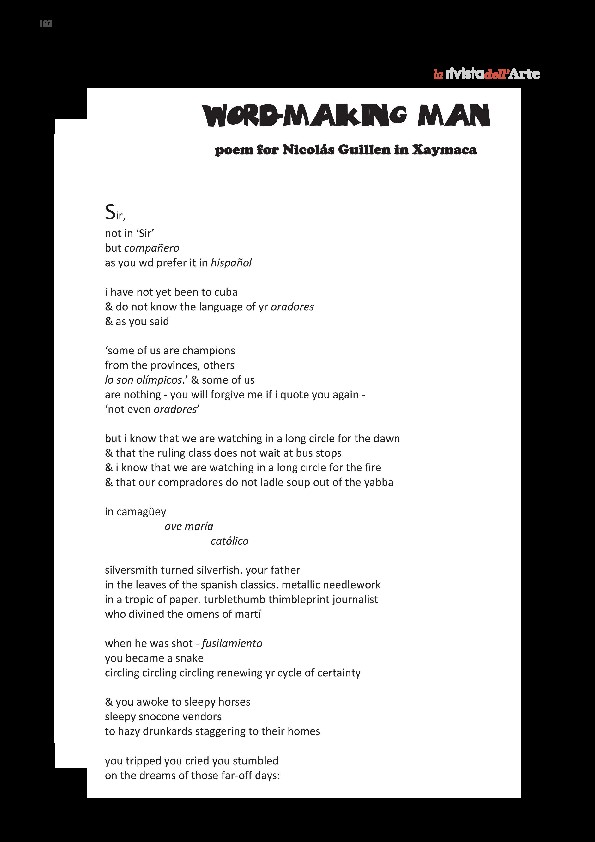 102
la rivista dell'Arte
WORD-MAKING MAN
poem for Nicolás Guillen in Xaymaca
Sir,
not in ‘Sir’
but compañero
as you wd prefer it in hispañol
i have not yet been to cuba
& do not know the language of yr oradores
& as you said
‘some of us are champions
from the provinces, others
lo son olímpicos.’ & some of us
are nothing - you will forgive me if i quote you again -
‘not even oradores’
but i know that we are watching in a long circle for the dawn
& that the ruling class does not wait at bus stops
& i know that we are watching in a long circle for the fire
& that our compradores do not ladle soup out of the yabba
in camagüey
ave maría
católico
silversmith turned silverfish. your father
in the leaves of the spanish classics. metallic needlework
in a tropic of paper. turblethumb thimbleprint journalist
who divined the omens of martí
when he was shot - fusilamiento
you became a snake
circling circling circling renewing yr cycle of certainty
& you awoke to sleepy horses
sleepy snocone vendors
to hazy drunkards staggering to their homes
you tripped you cried you stumbled
on the dreams of those far-off days: